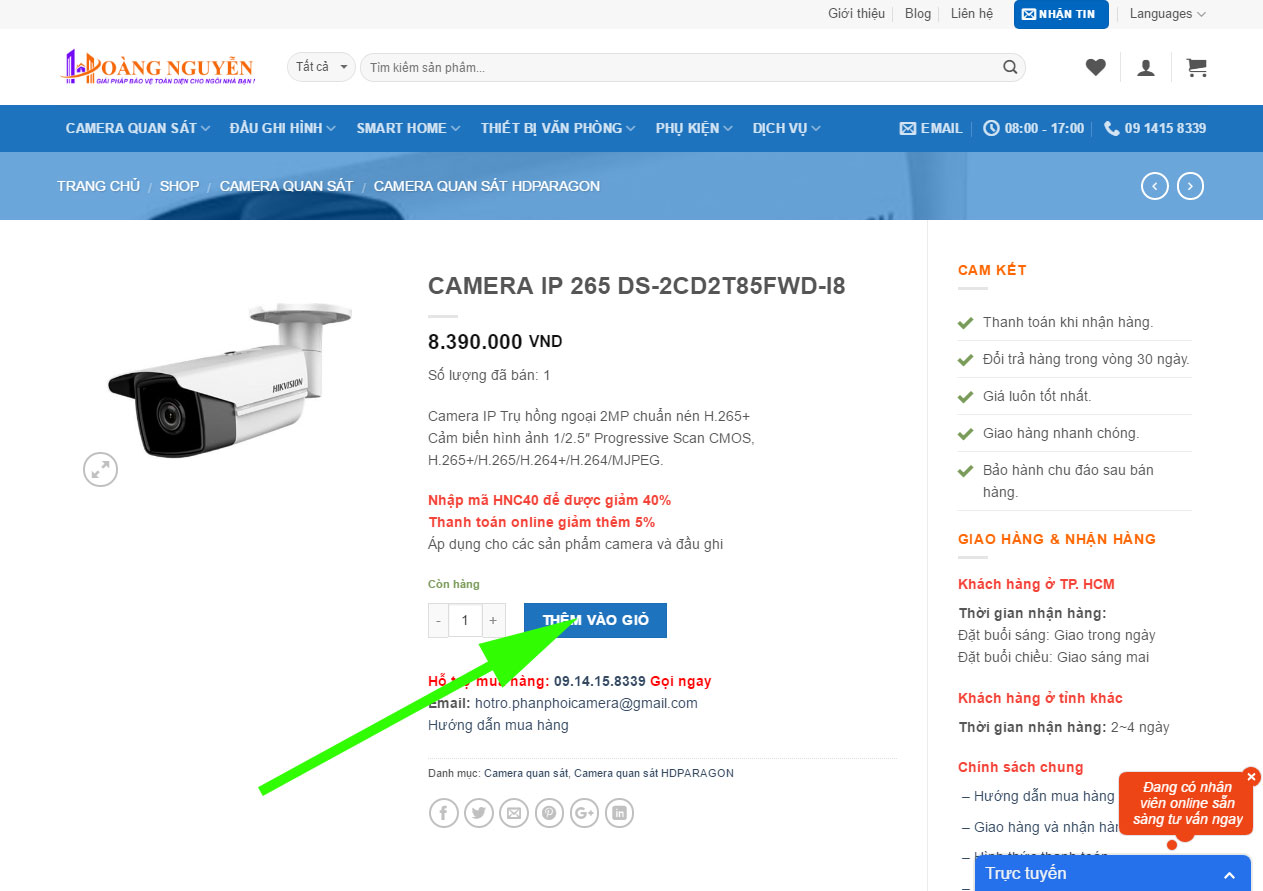 Giới thiệu
Blog
Liên hệ
NHẬN TIN
Languages
HOÀNG NGUYỄN
GIẢI PHÁP BẢO VỆ TOÀN DIỆN CHO NGÔI NHÀ BẠN !
Tất cả
Tìm kiếm sản phẩm...
CAMERA QUAN SÁT
ĐẦU GHI HÌNH
SMART HOME
THIẾT BỊ VĂN PHÒNG
PHỤ KIỆN
DỊCH VỤ
EMAIL
08:00 - 17:00
09 1415 8339
TRANG CHỦ / SHOP / CAMERA QUAN SÁT / CAMERA QUAN SÁT HDPARAGON
HIKVISION
CAMERA IP 265 DS-2CD2T85FWD-I8
8.390.000 VND
Số lượng đã bán: 1
Camera IP Trụ hồng ngoại 2MP chuẩn nén H.265+
Cảm biến hình ảnh 1/2.5" Progressive Scan CMOS,
H.265+/H.265/H.264+/H.264/MJPEG.
Nhập mã HNC40 để được giảm 40%
Thanh toán online giảm thêm 5%
Áp dụng cho các sản phẩm camera và đầu ghi
Còn hàng
- 1 +
THÊM VÀO GIỎ
Hỗ trợ mua hàng: 09.14.15.8339 Gọi ngay
Email: hotro.phanphoicamera@gmail.com
Hướng dẫn mua hàng
Danh mục: Camera quan sát, Camera quan sát HDPARAGON
CAM KẾT
Thanh toán khi nhận hàng.
Đổi trả hàng trong vòng 30 ngày.
Giá luôn tốt nhất.
Giao hàng nhanh chóng.
Bảo hành chu đáo sau bán
hàng.
GIAO HÀNG & NHẬN HÀNG
Khách hàng ở TP. HCM
Thời gian nhận hàng:
Đặt buổi sáng: Giao trong ngày
Đặt buổi chiều: Giao sáng mai
Khách hàng ở tỉnh khác
Thời gian nhận hàng: 2~4 ngày
Chính sách chung
– Hướng dẫn mua hàng
– Giao hàng và nhận hàn
– Hình thức thanh toán
Đang có nhân
viên online sẵn
sàng tư vấn ngay
Trực tuyến